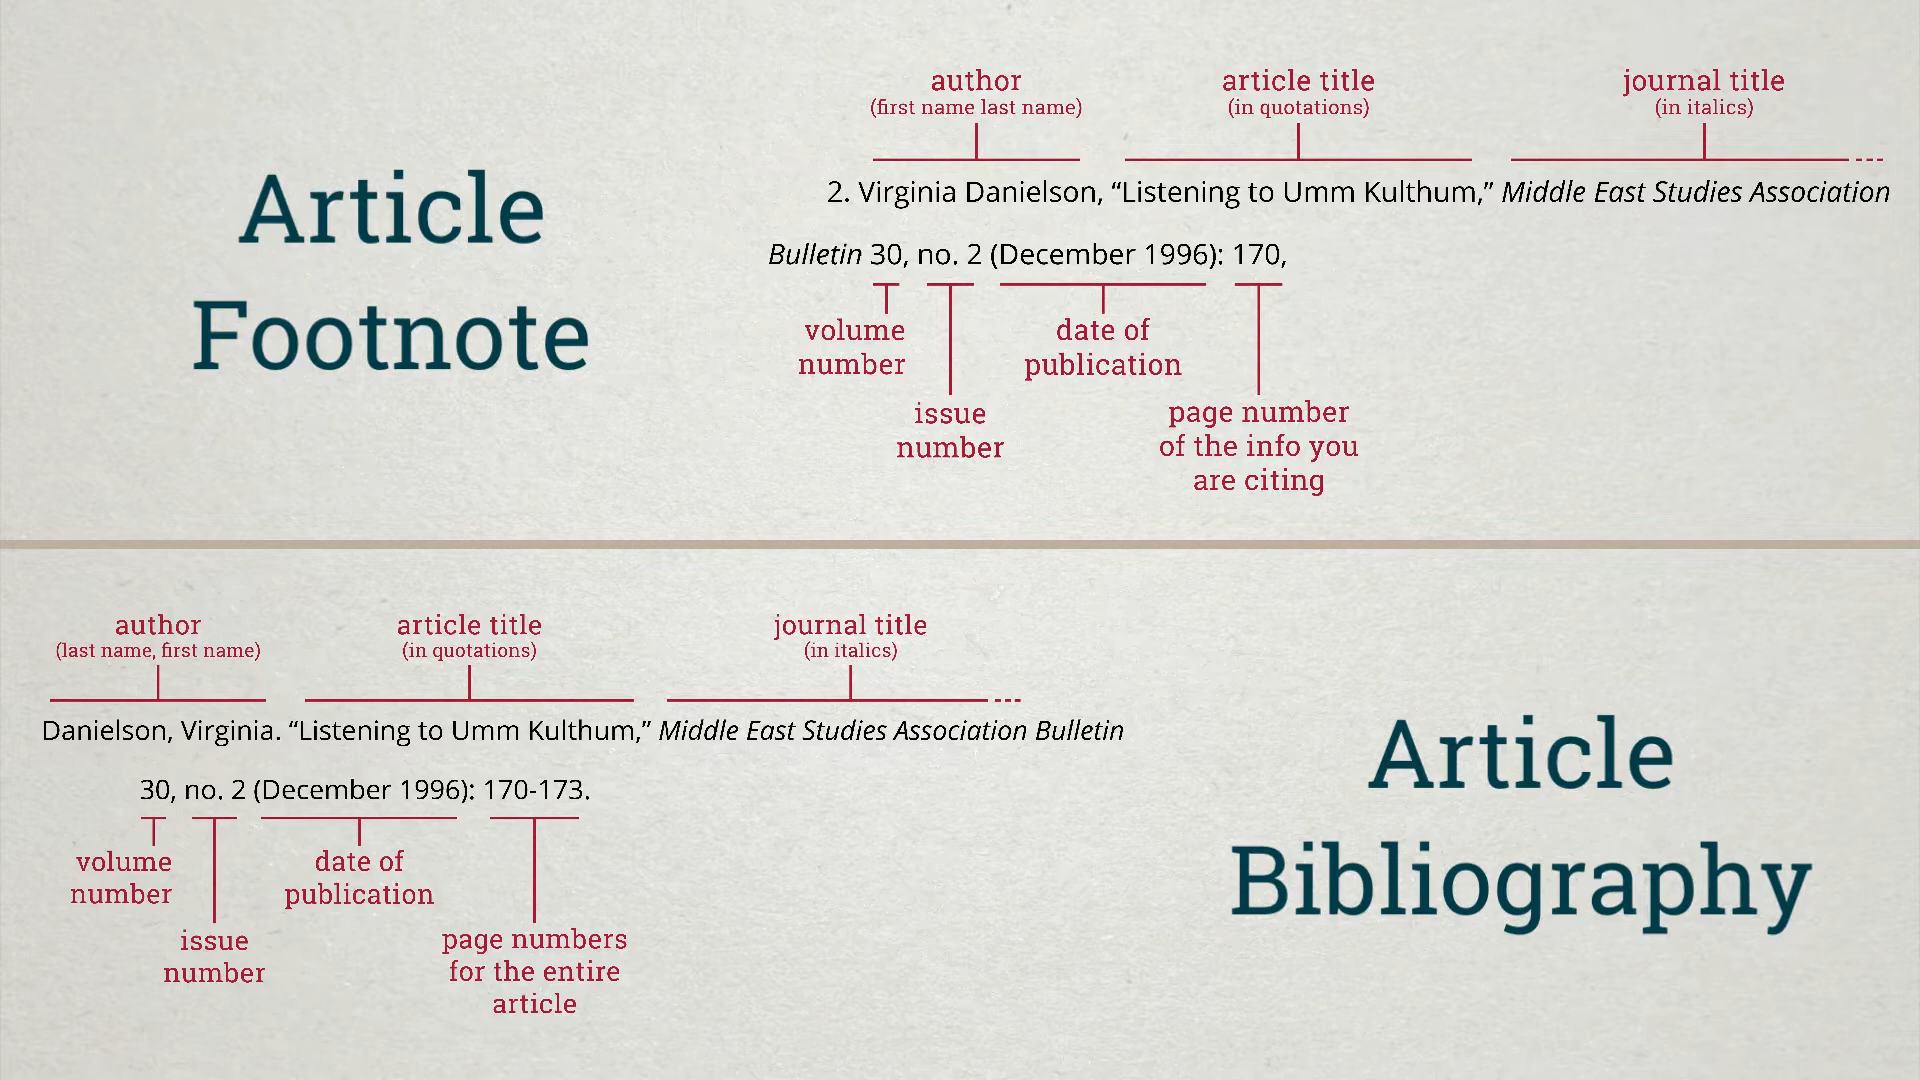 Article
Footnote
author
(first name last name)
article title
(in quotations)
journal title
(in italics)
2. Virginia Danielson, “Listening to Umm Kulthum,” Middle East Studies Association
Bulletin 30, no. 2 (December 1996): 170,
volume
number
issue
number
date of
publication
page number
of the info you
are citing
author
(last name, first name)
article title
(in quotations)
journal title
(in italics)
Danielson, Virginia. “Listening to Umm Kulthum,” Middle East Studies Association Bulletin
30, no. 2 (December 1996): 170-173.
volume
number
issue
number
date of
publication
page numbers
for the entire
article
Article
Bibliography